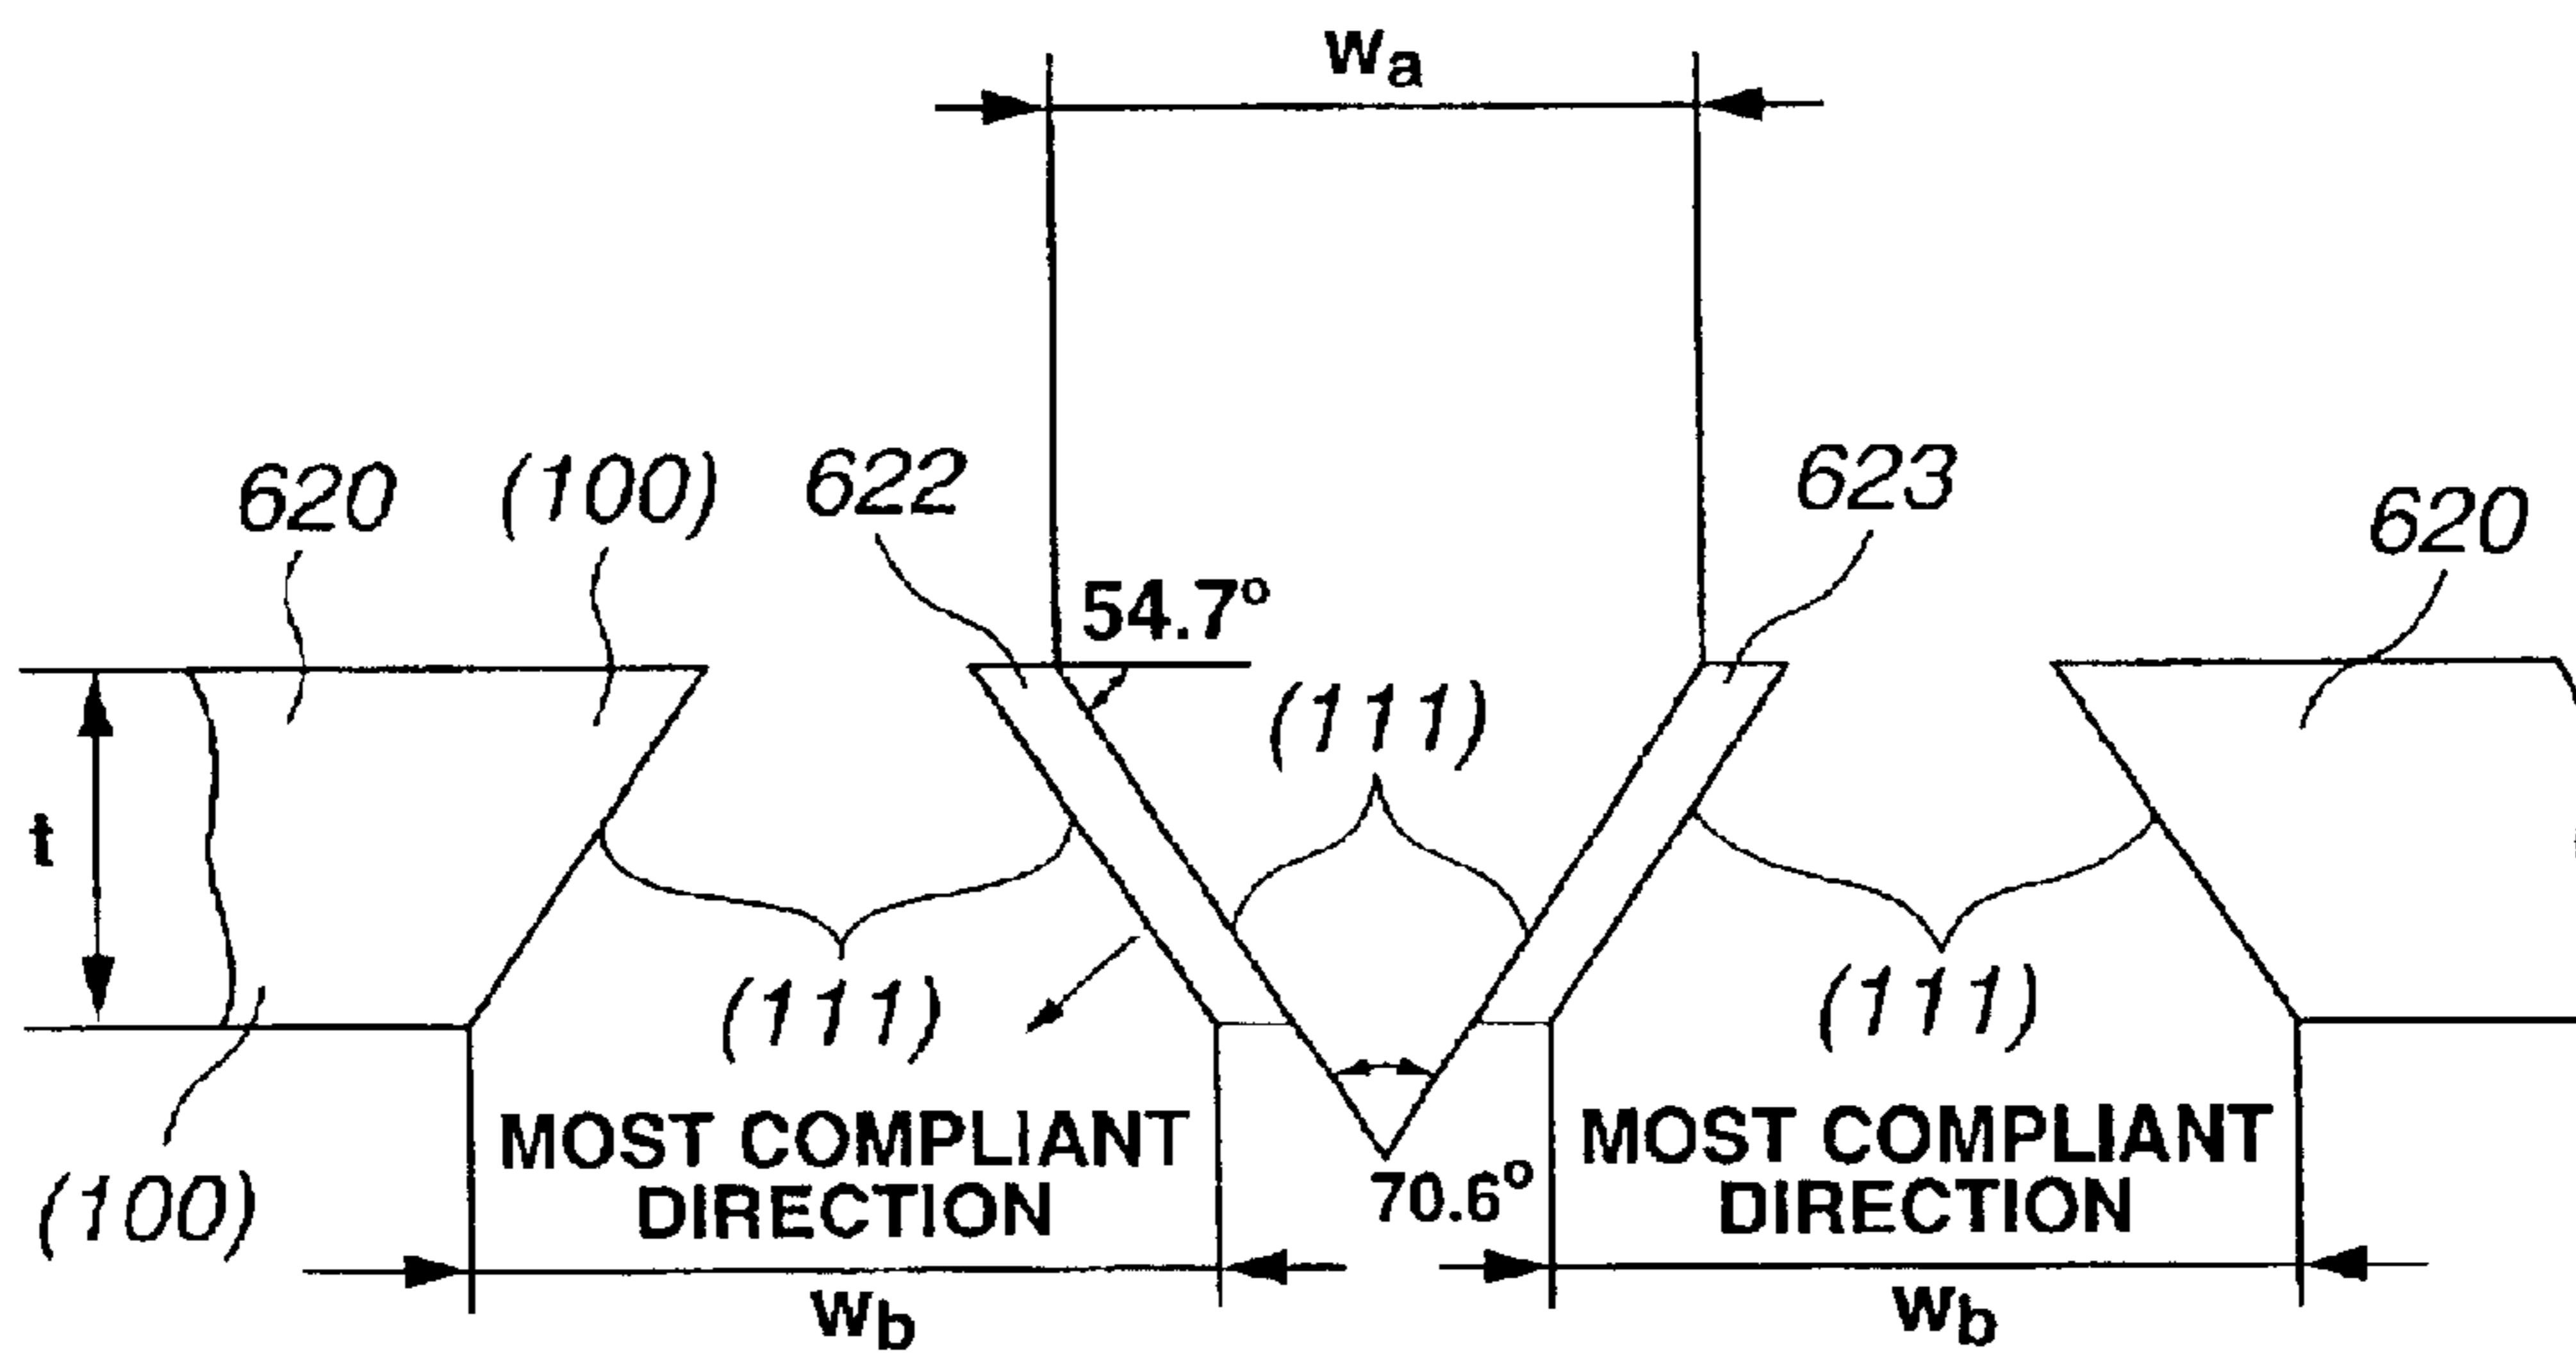 wa
620
(100)
622
623
620
54.7°
(111)
t
(111)
(111)
MOST COMPLIANT
DIRECTION
MOST COMPLIANT
DIRECTION
70.6°
(100)
wb
wb